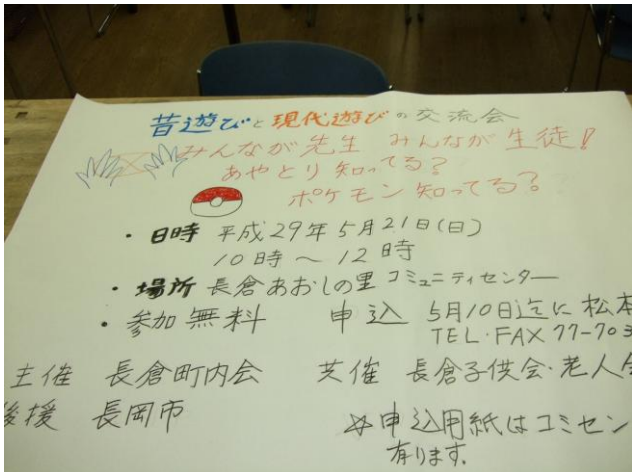 昔遊びと現代遊びの交流会
みんなが先生 みんなが生徒!
あやとり知ってる?
ポケモン知ってる?
・日時 平成29年5月21日(日)
10時~12時
・場所 長倉あおしの里コミュニティセンター
・参加無料 申込 5月10日迄に松本
TEL・FAX 77-703
主催 長倉町内会 共催 長倉子供会・老人会
後援 長岡市
☆申込用紙はコミセン
有ります。